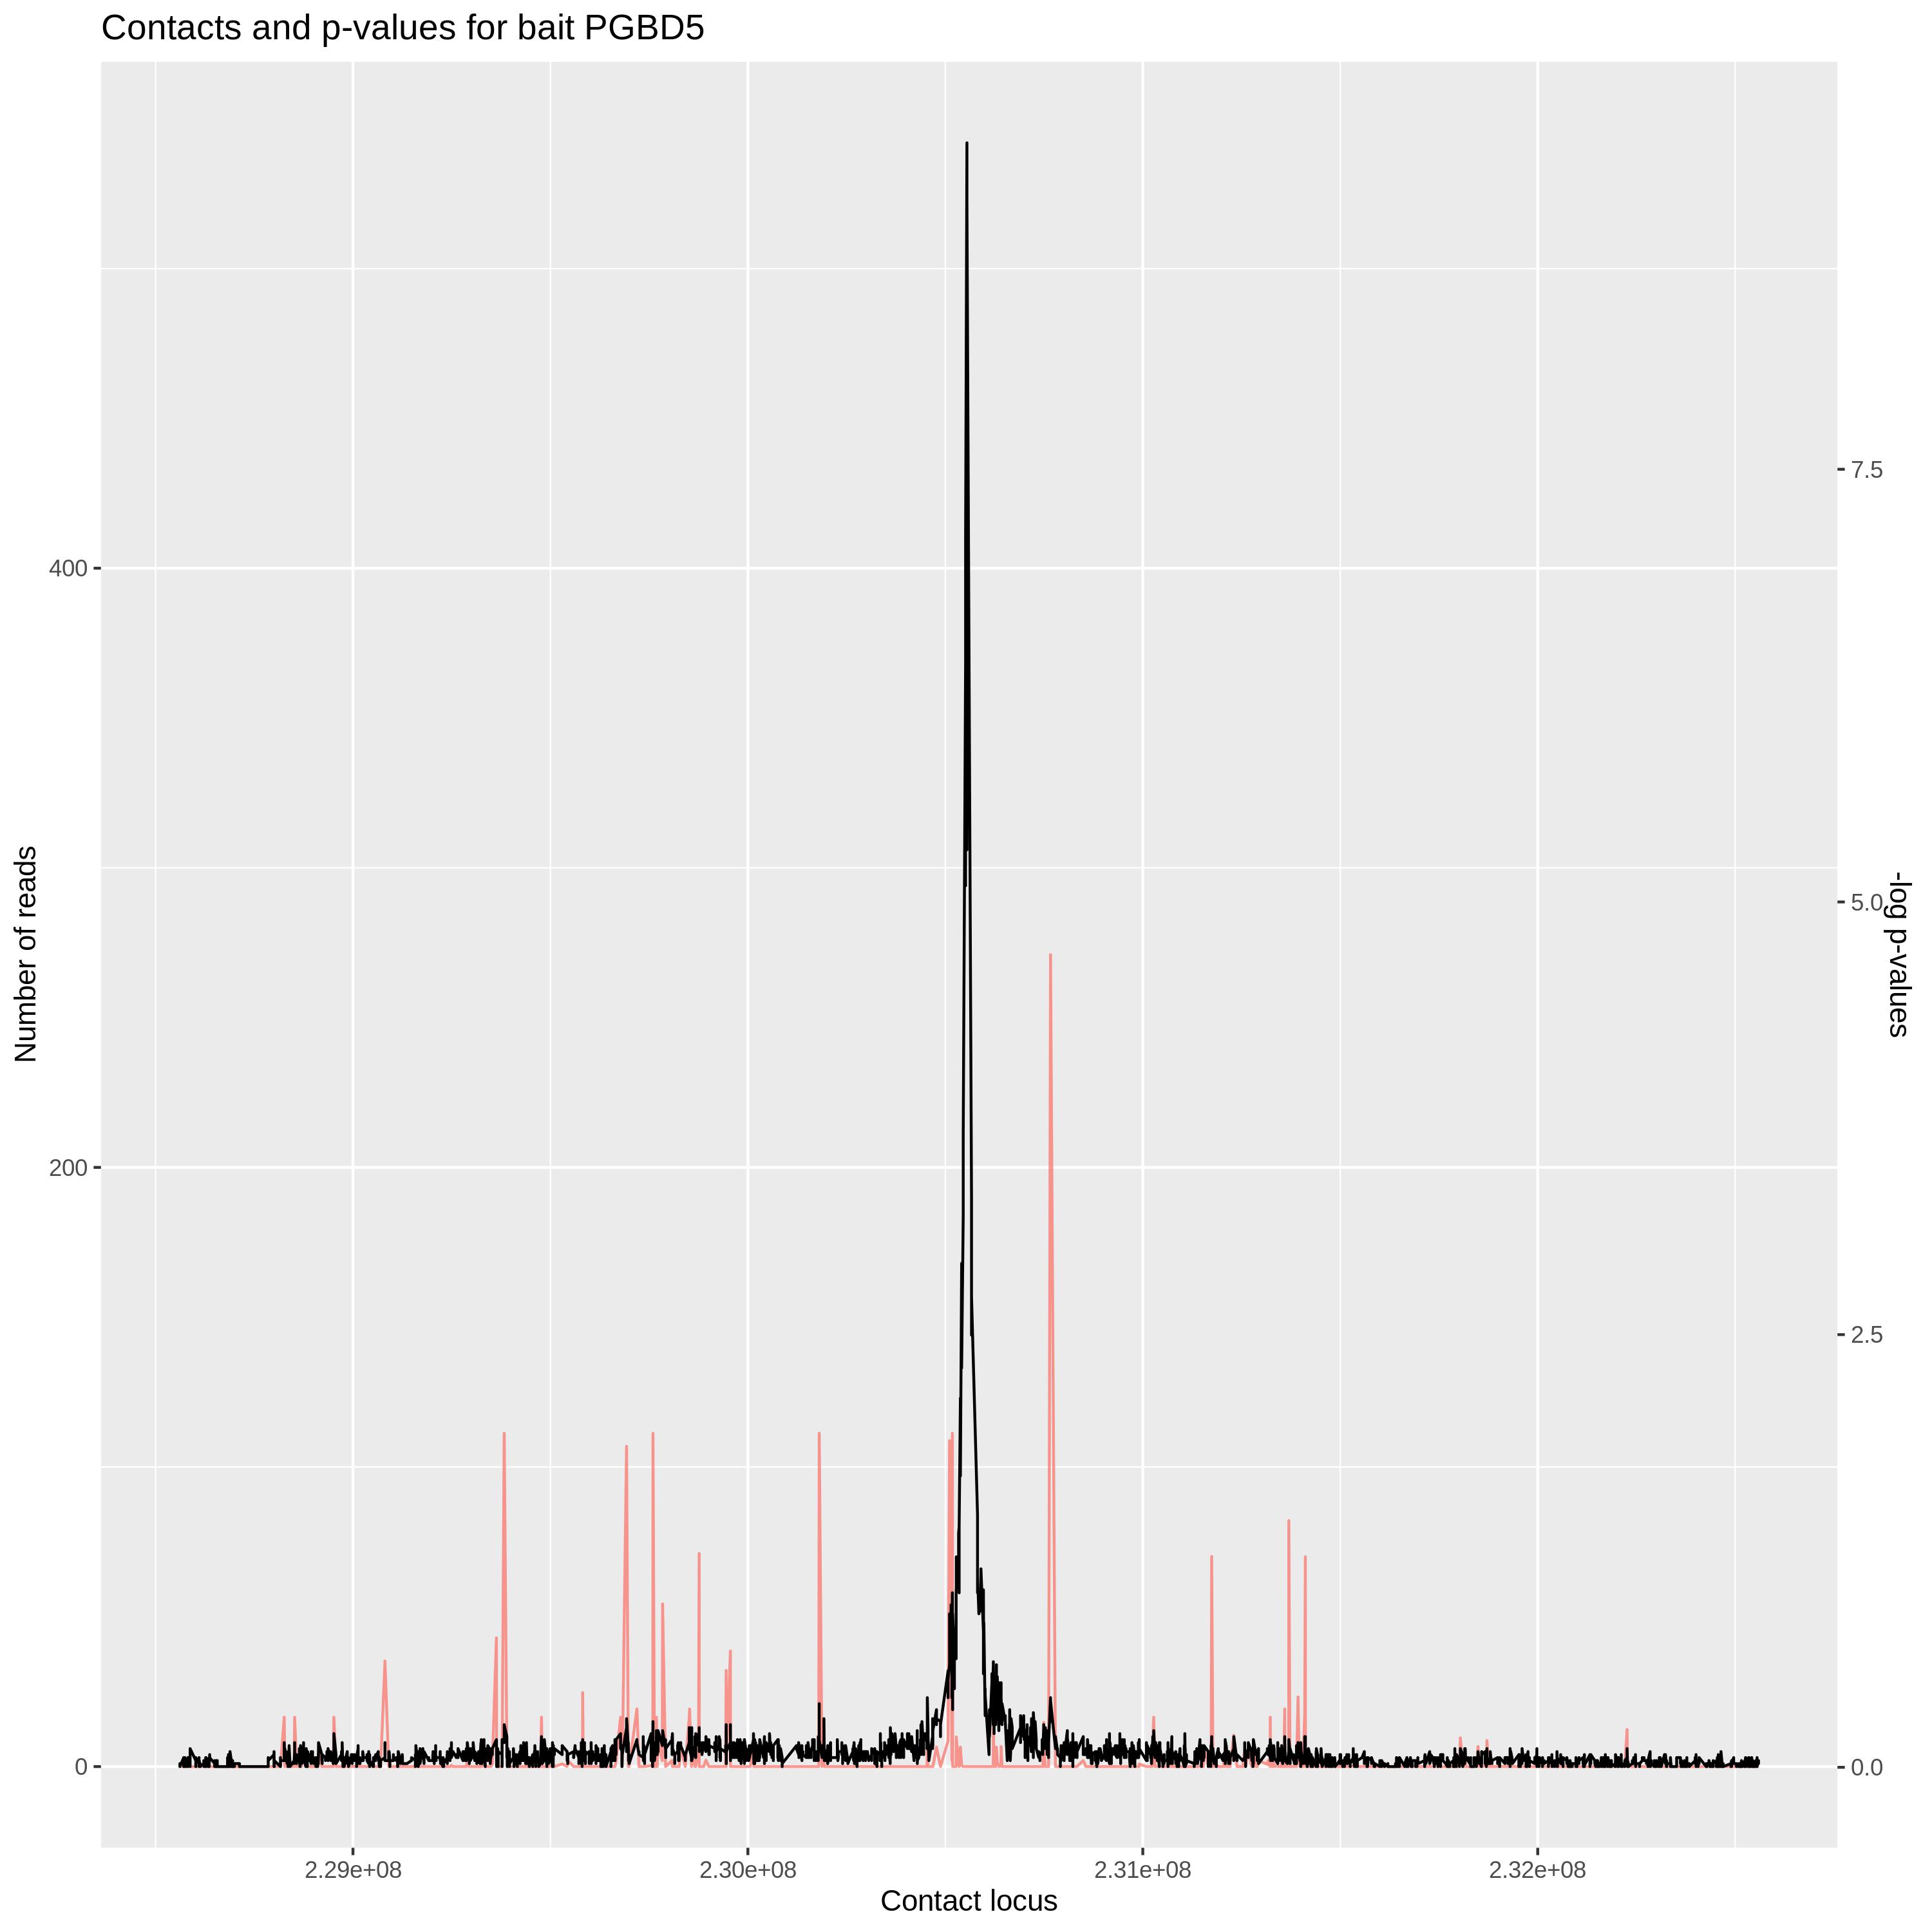 Contacts and p-values for bait PGBD5
Number of reads
400
200
0
7.5
5.0
2.5
0.0
-log p-values
2.29e+08
2.30e+08
2.31e+08
2.32e+08
Contact locus